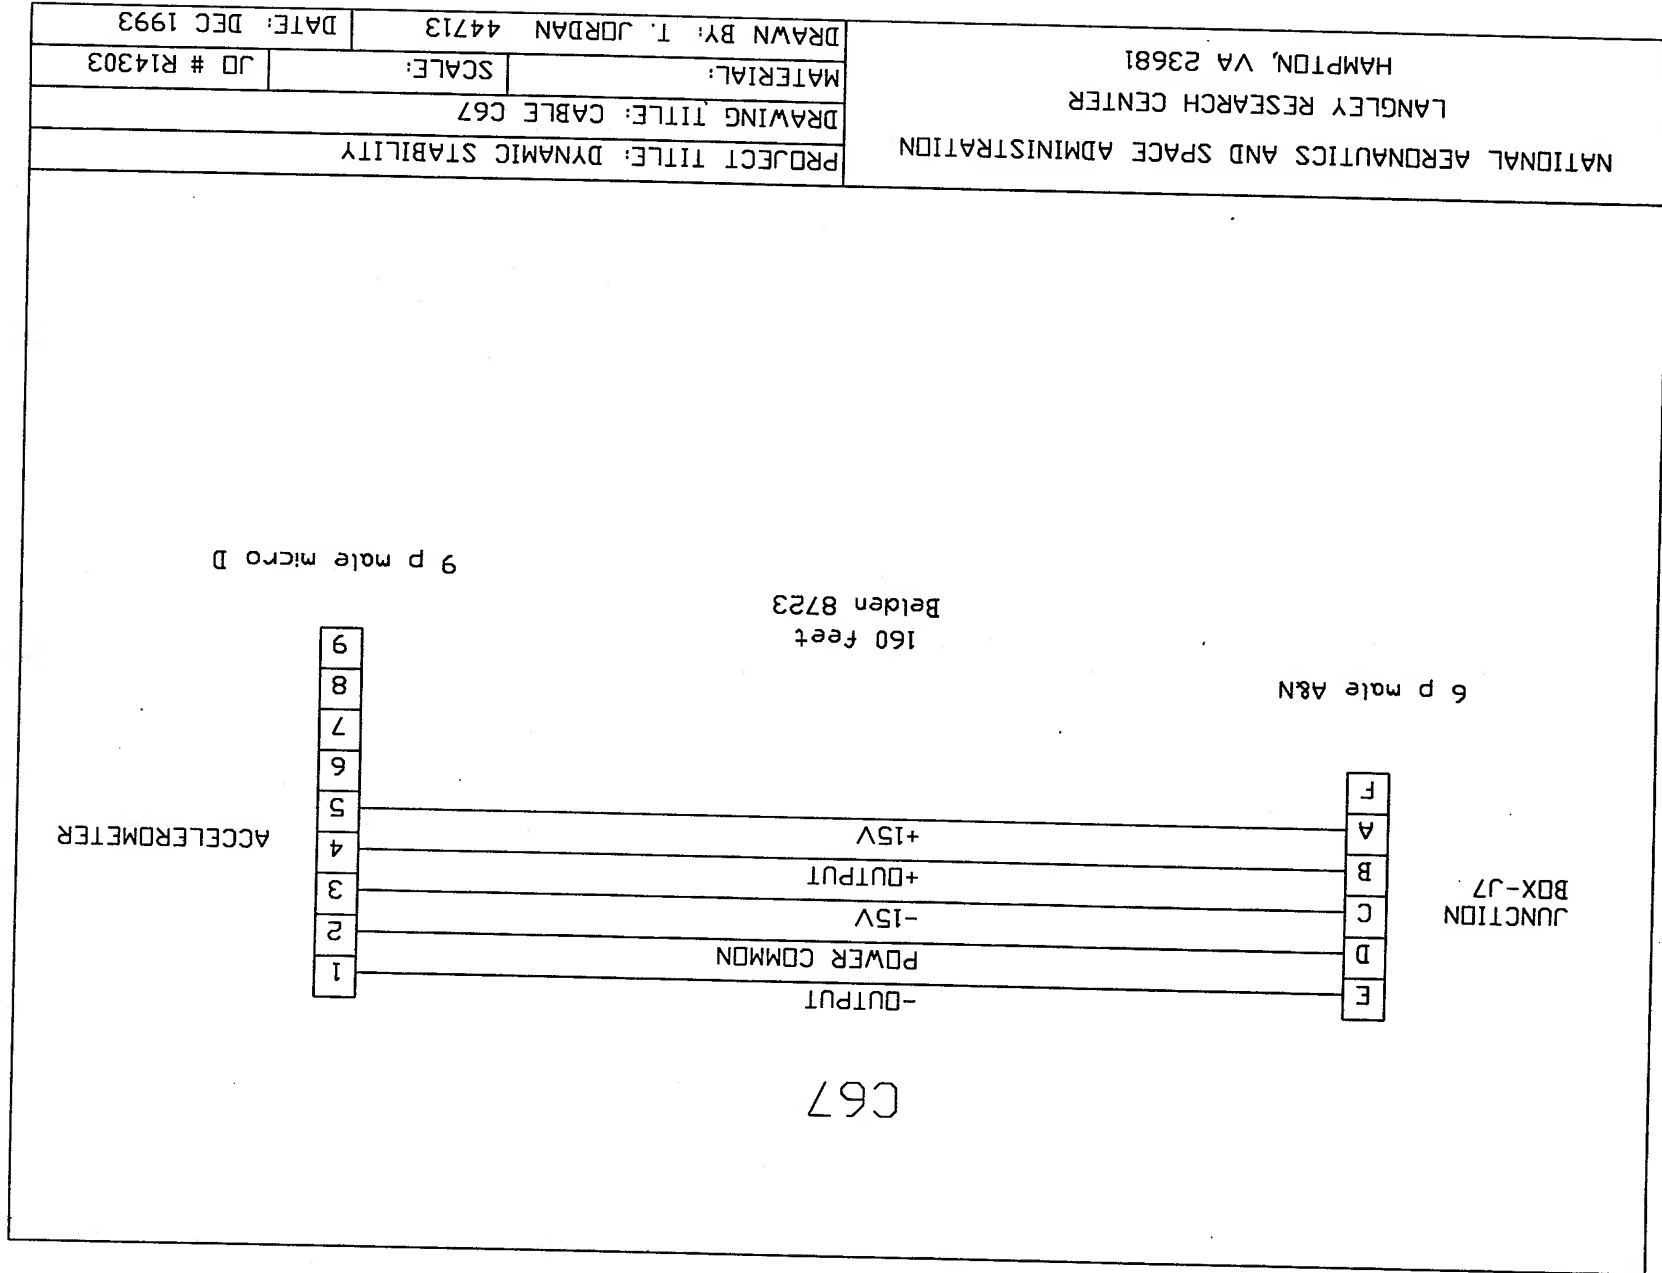 C67
JUNCTION
BOX-J7
E
D
C
B
A
F
-OUTPUT
POWER COMMON
-15V
+OUTPUT
+15V
1
2
3
4
5
6
7
8
9
ACCELEROMETER
6 p male A&N
160 feet
Belden 8723
9 p male micro D
NATIONAL AERONAUTICS AND SPACE ADMINISTRATION
LANGLEY RESEARCH CENTER
HAMPTON, VA 23681
PROJECT TITLE: DYNAMIC STABILITY
DRAWING TITLE: CABLE C67
MATERIAL:
SCALE:
JO # R14303
DRAWN BY: T. JORDAN 44713
DATE: DEC 1993